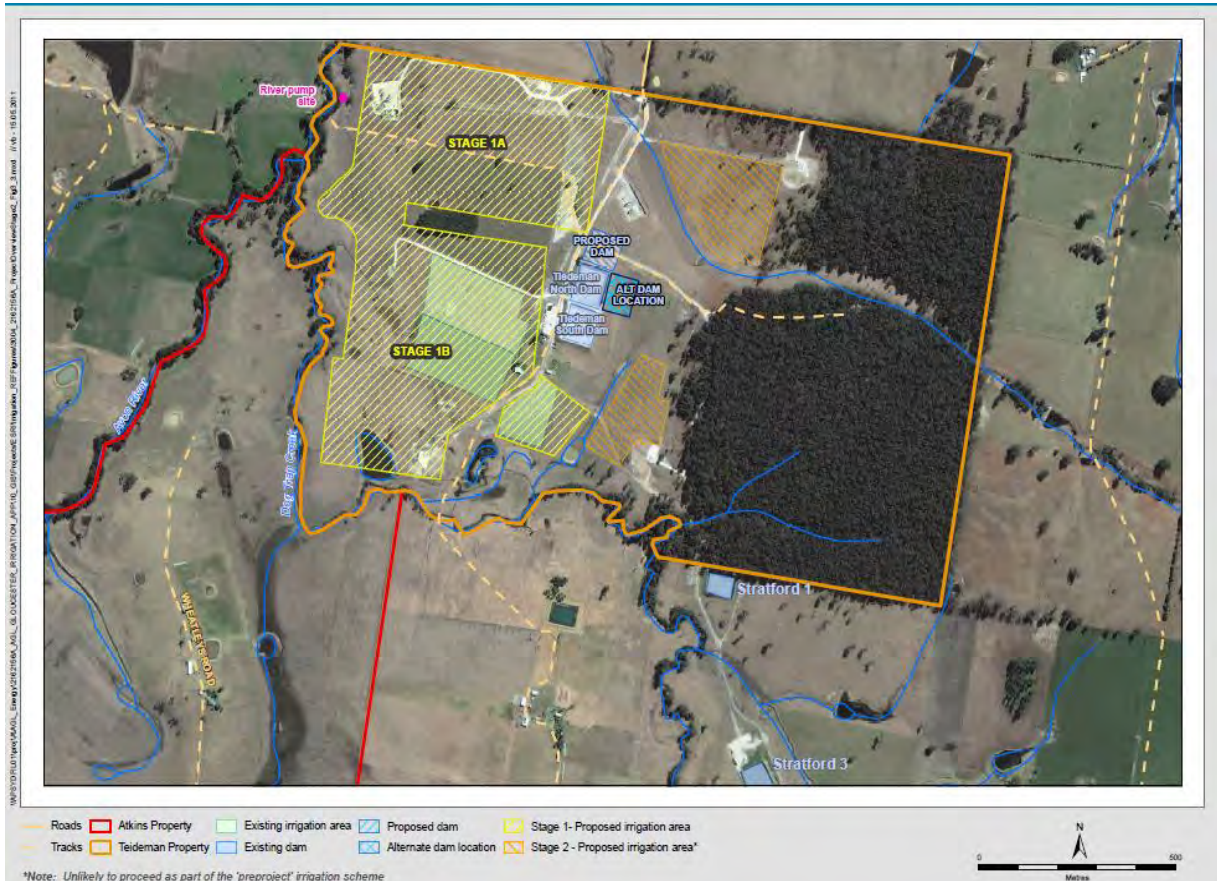 River pump
site
STAGE 1A
PROPOSED
DAM
Tiedeman
North Dam
ALT DAM
LOCATION
Tiedeman
South Dam
STAGE 1B
Avon River
Dog Trap Creek
WHEATLEYS ROAD
Stratford 1
Stratford 3
Roads
Atkins Property
Existing irrigation area
Proposed dam
Stage 1- Proposed irrigation area
Tracks
Teideman Property
Existing dam
Alternate dam location
Stage 2 - Proposed irrigation area*
*Note: Unlikely to proceed as part of the 'preproject' irrigation scheme
N
0
500
Metres